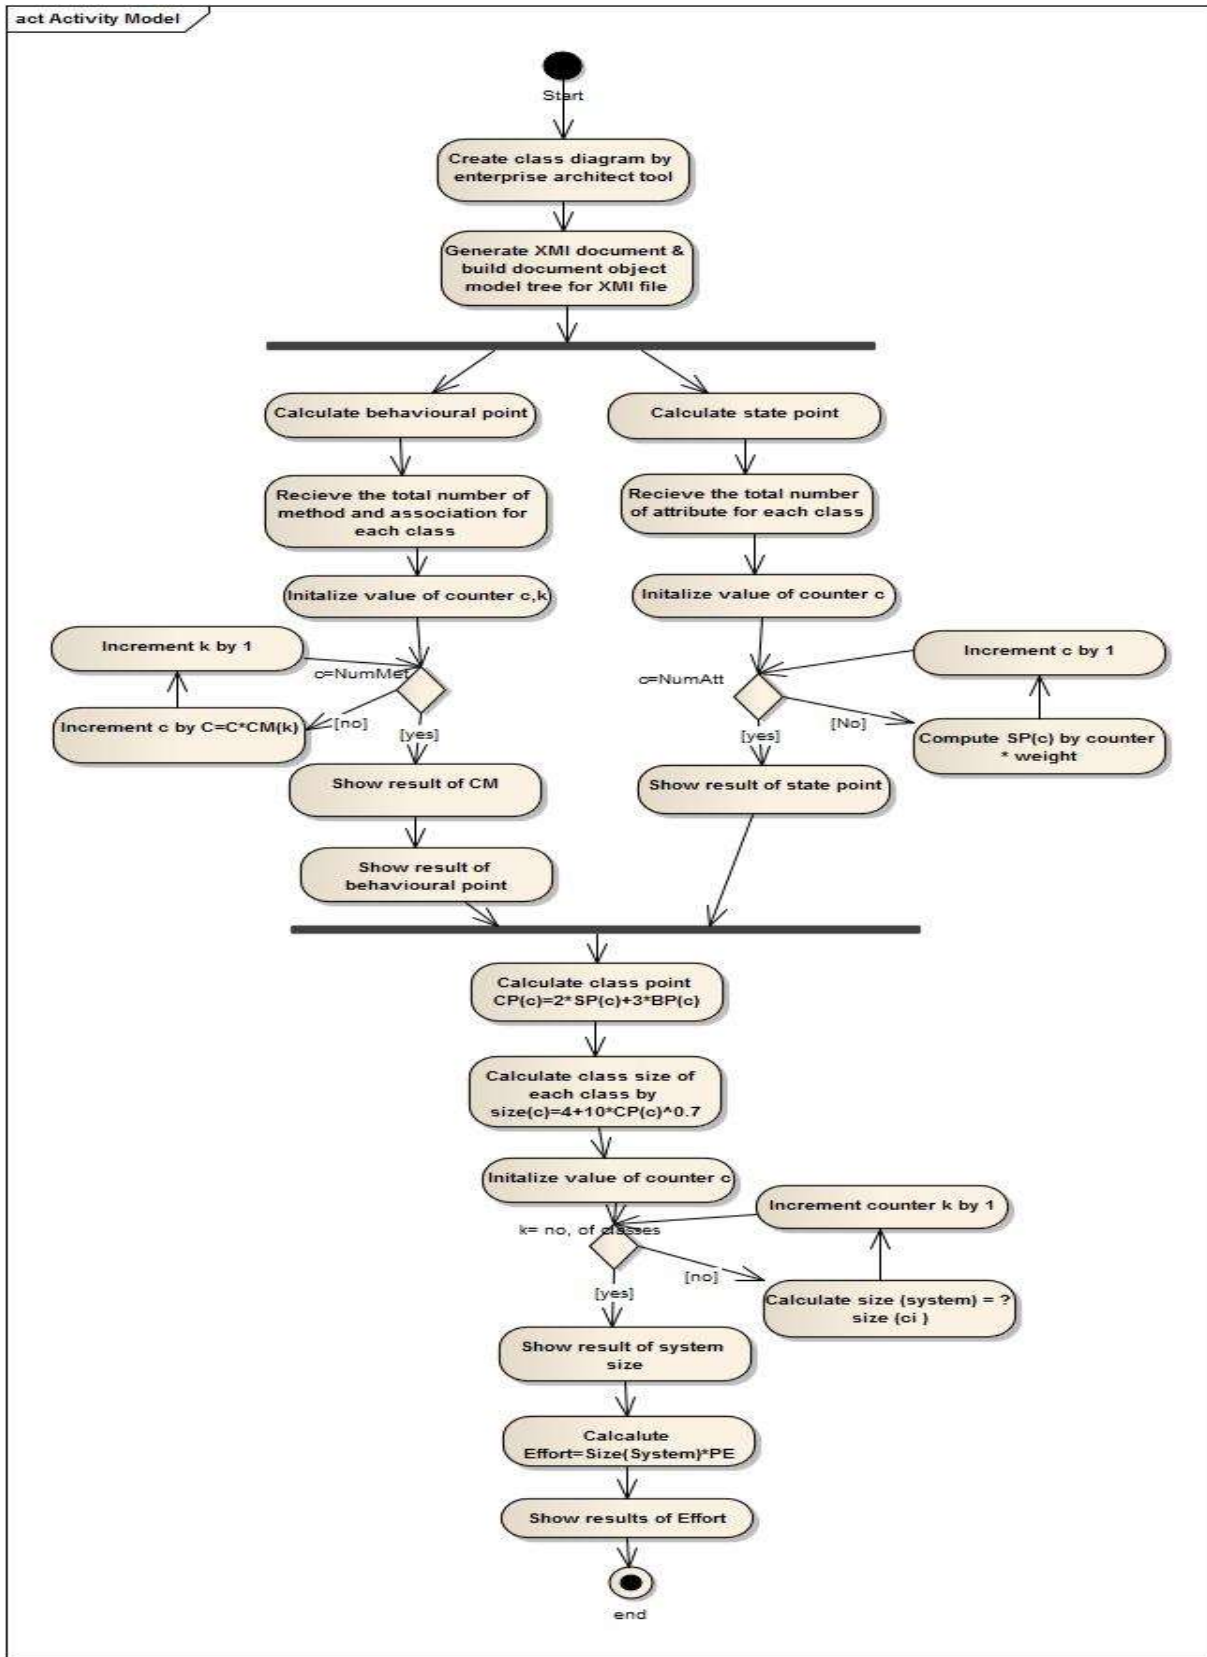 act Activity Model
Start
Create class diagram by
enterprise architect tool
Generate XMI document &
build document object
model tree for XMI file
Calculate behavioural point
Calculate state point
Recieve the total number of
method and association for
each class
Recieve the total number
of attribute for each class
Initalize value of counter c,k
Initalize value of counter c
Increment k by 1
c=NumMet
Increment c by C=C*CM(k)
[no]
[yes]
c=NumAtt
Increment c by 1
[No]
[yes]
Compute SP(c) by counter
* weight
Show result of CM
Show result of state point
Show result of
behavioural point
Calculate class point
CP(c)=2*SP(c)+3*BP(c)
Calculate class size of
each class by
size(c)=4+10*CP(c)^0.7
Initalize value of counter c
Increment counter k by 1
k= no, of classes
[no]
[yes]
Calculate size (system) = ?
size (ci )
Show result of system
size
Calcalute
Effort=Size(System)*PE
Show results of Effort
end